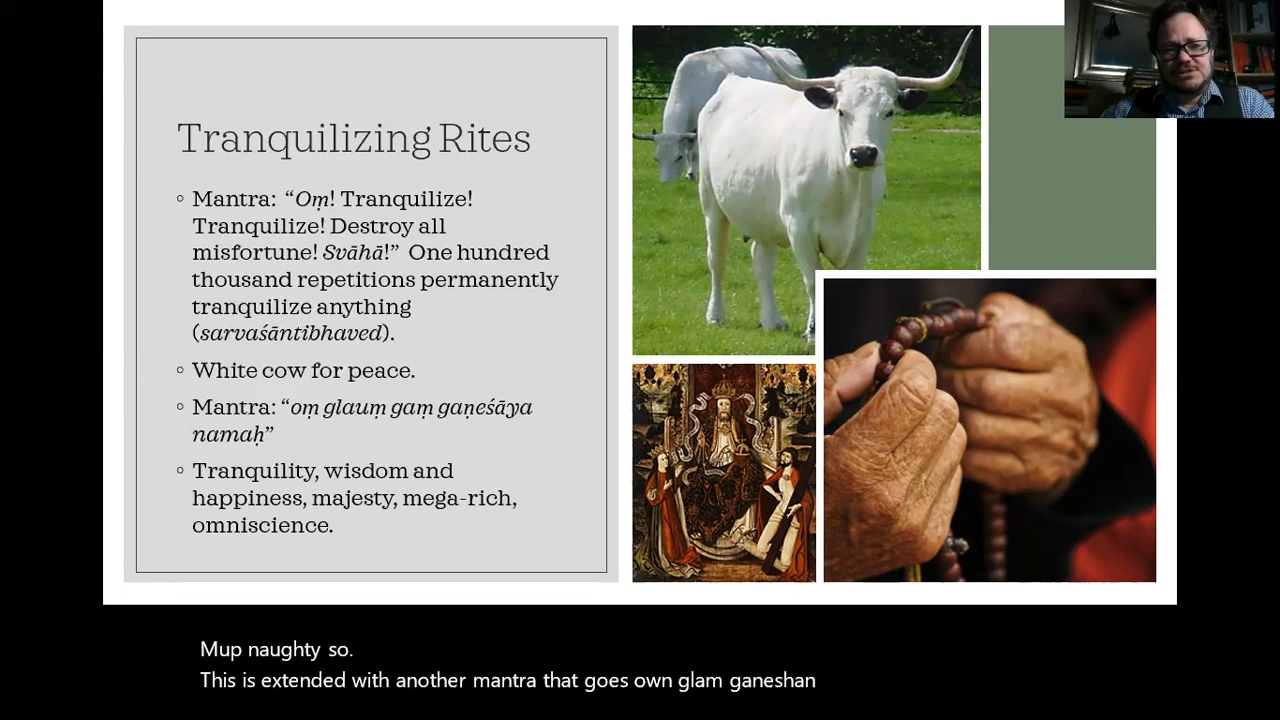 Tranquilizing Rites
◦ Mantra: “Oṃ! Tranquilize!
Tranquilize! Destroy all
misfortune! Svāhā!” One hundred
thousand repetitions permanently
tranquilize anything
(sarvaśāntibhaved).
◦ White cow for peace.
◦ Mantra: “oṃ glauṃ gaṃ gaṇeśāya
namaḥ”
◦ Tranquility, wisdom and
happiness, majesty, mega-rich,
omniscience.
Mup naughty so.
This is extended with another mantra that goes own glam ganeshan